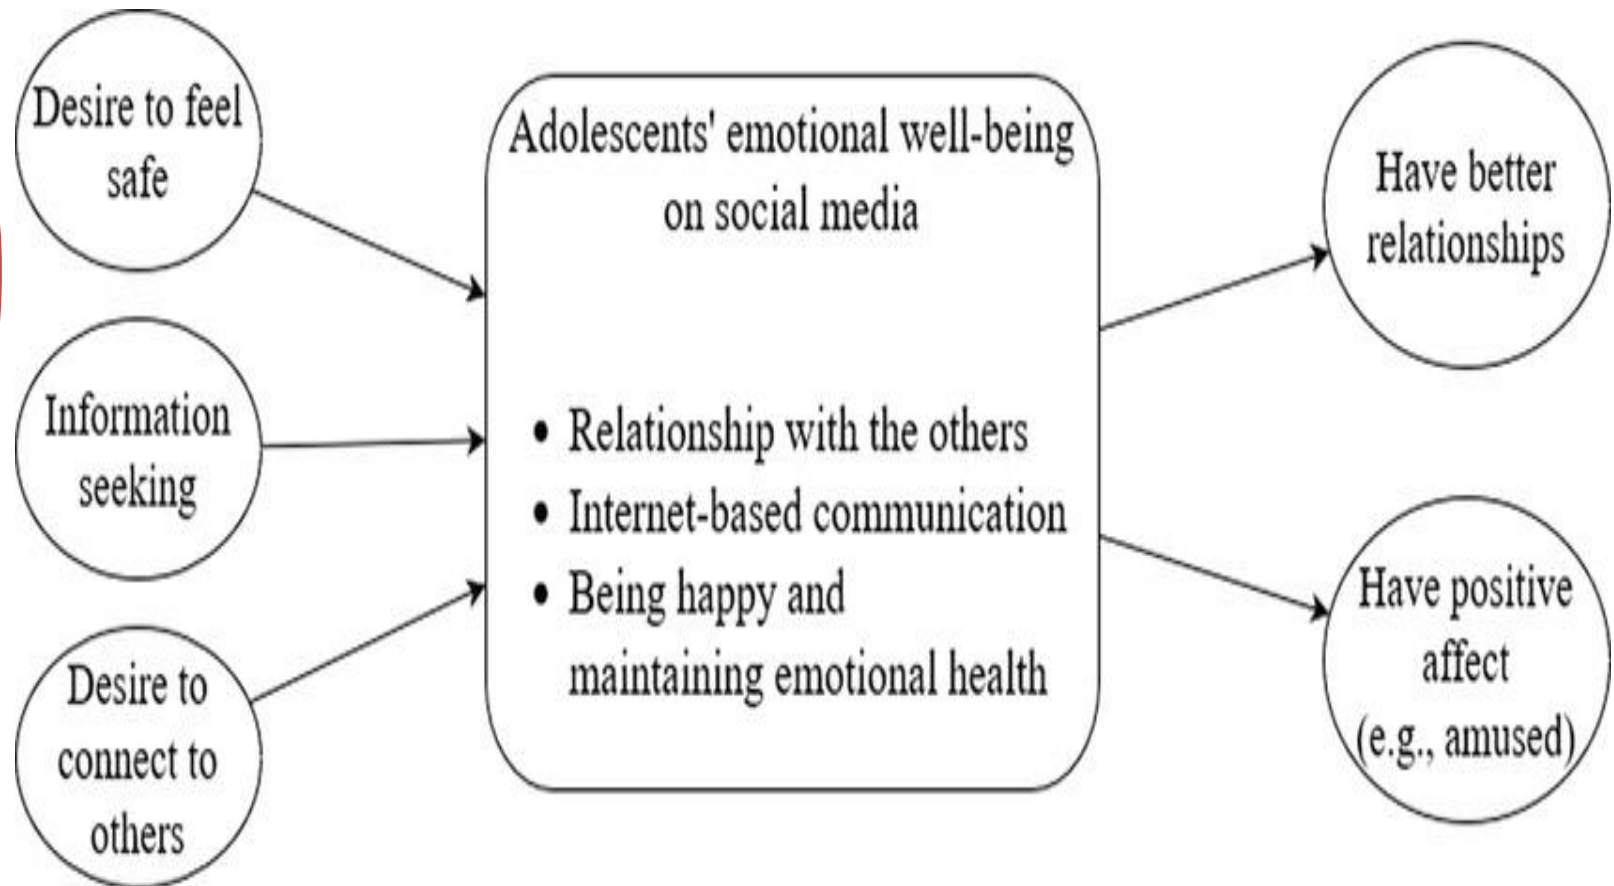 Desire to feel
safe
Information
seeking
Desire to
connect to
others
Adolescents' emotional well-being
on social media
• Relationship with the others
• Internet-based communication
• Being happy and
maintaining emotional health
Have better
relationships
Have positive
affect
(e.g., amused)